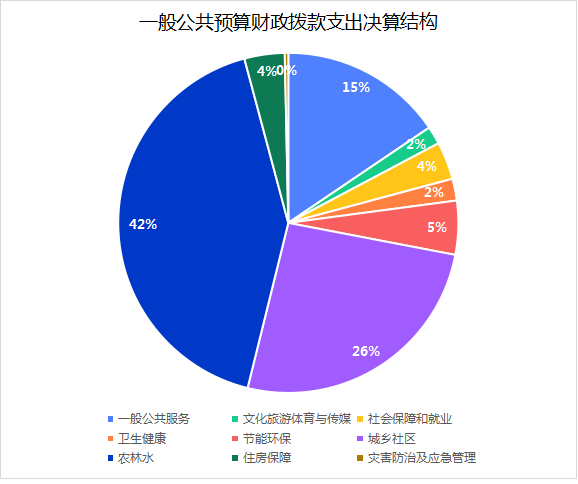 一般公共预算财政拨款支出决算结构
4% 0% 15%
2%
4%
2%
42% 5%
26%
一般公共服务 文化旅游体育与传媒 社会保障和就业
卫生健康 节能环保 城乡社区
农林水 住房保障 灾害防治及应急管理